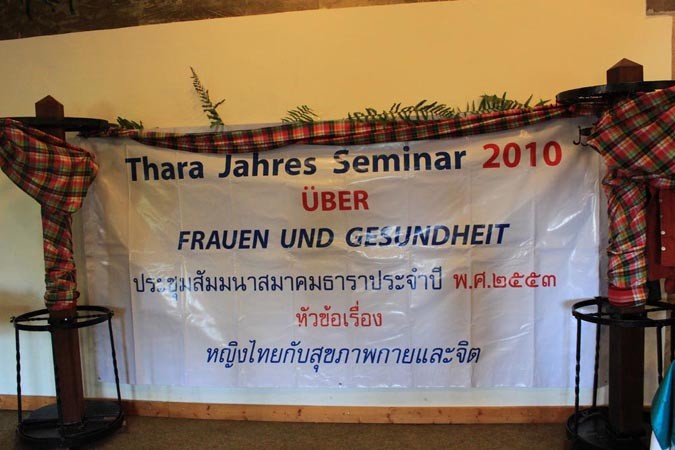 Thara Jahres Seminar 2010
ÜBER
FRAUEN UND GESUNDHEIT
ประชุมสัมมนาสมาคมธาราประจำปี พ.ศ.๒๕๕๓
หัวข้อเรื่อง
หญิงไทยกับสุขภาพกายและจิต